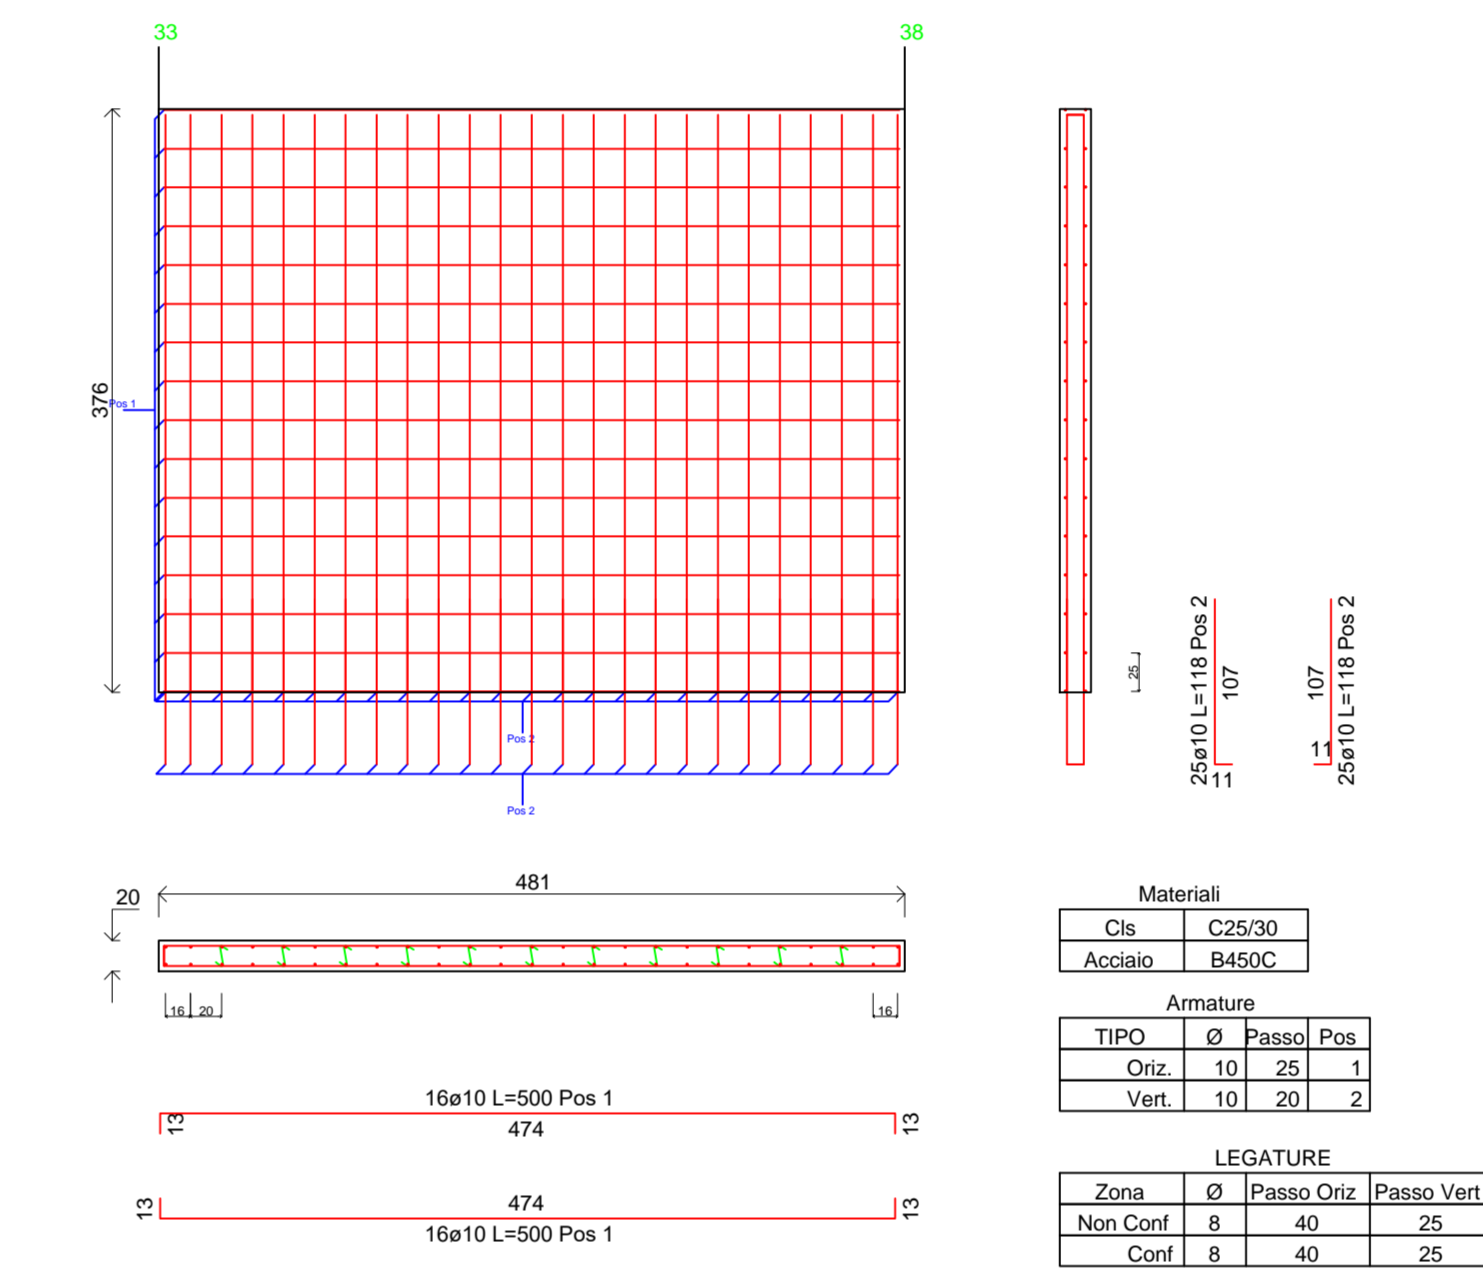 33
38
376
Pos 1
Pos 2
Pos 2
25
25ø10 L=118 Pos 2
107
11
107
11
25ø10 L=118 Pos 2
481
20
16
20
16
16ø10 L=500 Pos 1
13
474
13
13
474
13
16ø10 L=500 Pos 1
Materiali
Cls C25/30
Acciaio B450C
Armature
TIPO Ø Passo Pos
Oriz. 10 25 1
Vert. 10 20 2
LEGATURE
Zona Ø Passo Oriz Passo Vert
Non Conf 8 40 25
Conf 8 40 25